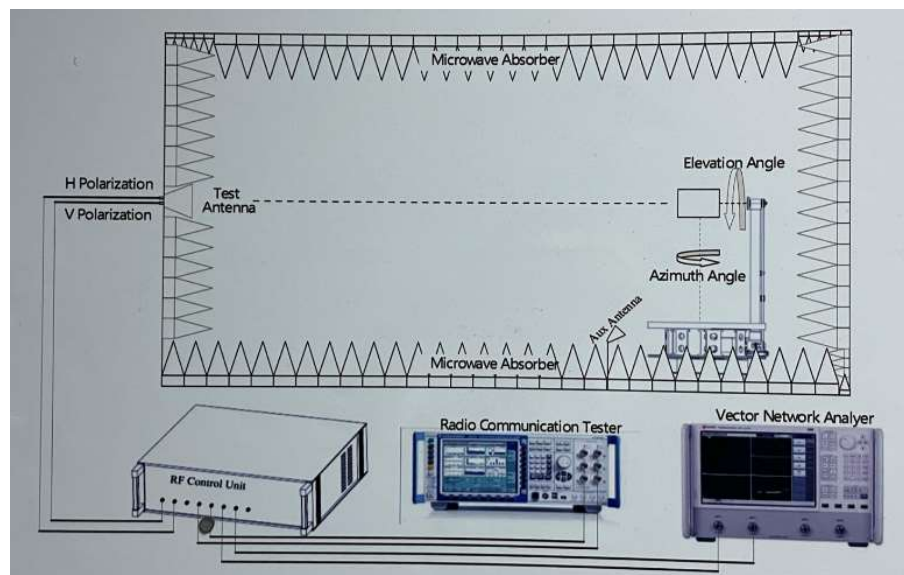 Microwave Absorber
Elevation Angle
H Polarization
Test
Antenna
V Polarization
Azimuth Angle
Aux Antenna
Microwave Absorber
Radio Communication Tester
Vector Network Analyer
RF Control Unit